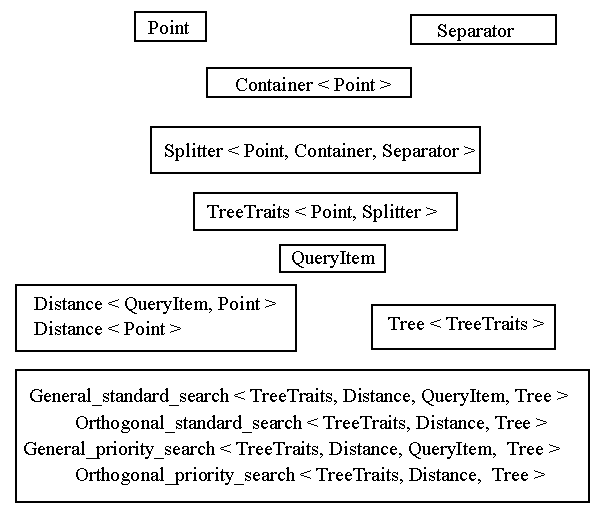 Point
Separator
Container < Point >
Splitter < Point, Container, Separator >
TreeTraits < Point, Splitter >
QueryItem
Distance < QueryItem, Point >
Distance < Point >
Tree < TreeTraits >
General_standard_search < TreeTraits, Distance, QueryItem, Tree >
Orthogonal_standard_search < TreeTraits, Distance, Tree >
General_priority_search < TreeTraits, Distance, QueryItem, Tree >
Orthogonal_priority_search < TreeTraits, Distance, Tree >